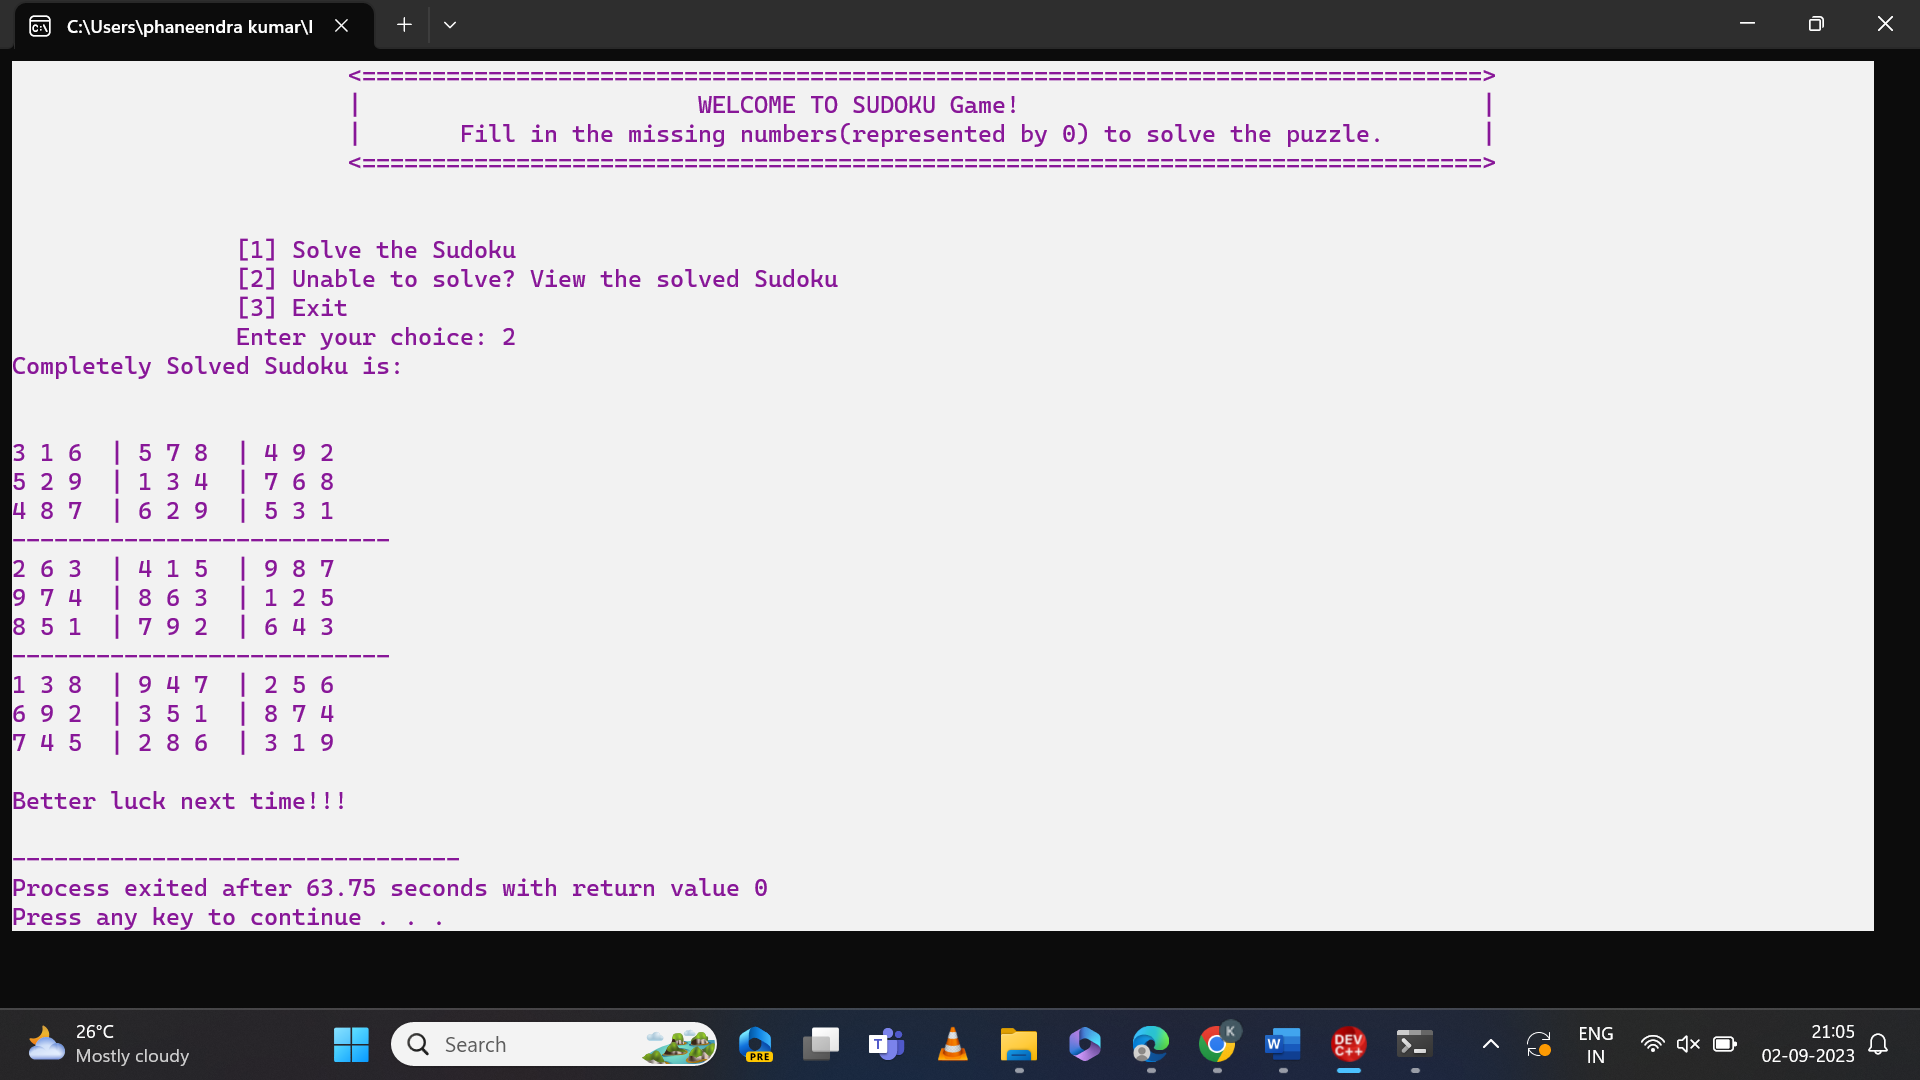 C:\Users\phaneendra kumar\I
<================================================================================>
| WELCOME TO SUDOKU Game! |
| Fill in the missing numbers(represented by 0) to solve the puzzle. |
<================================================================================>
[1] Solve the Sudoku
[2] Unable to solve? View the solved Sudoku
[3] Exit
Enter your choice: 2
Completely Solved Sudoku is:
3 1 6 | 5 7 8 | 4 9 2
5 2 9 | 1 3 4 | 7 6 8
4 8 7 | 6 2 9 | 5 3 1
---------------------------
2 6 3 | 4 1 5 | 9 8 7
9 7 4 | 8 6 3 | 1 2 5
8 5 1 | 7 9 2 | 6 4 3
---------------------------
1 3 8 | 9 4 7 | 2 5 6
6 9 2 | 3 5 1 | 8 7 4
7 4 5 | 2 8 6 | 3 1 9
Better luck next time!!!
--------------------------------
Process exited after 63.75 seconds with return value 0
Press any key to continue . . .
26°C
Mostly cloudy
Search
PRE
T
K
W
DEV
C++
ENG
IN
21:05
02-09-2023